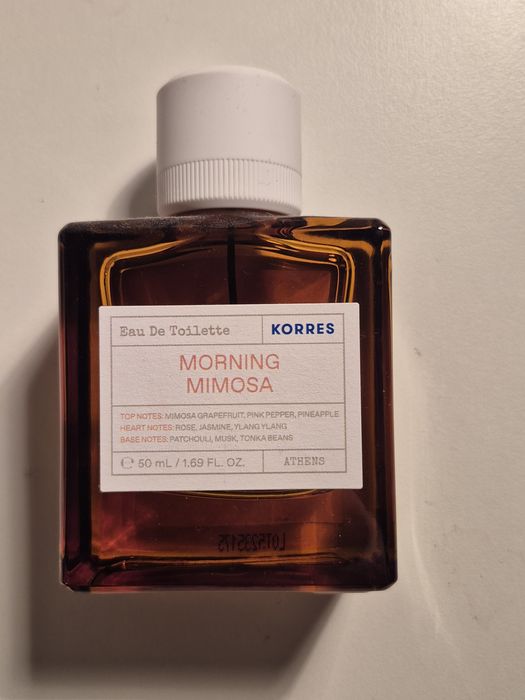 Eau De Toilette
KORRES
MORNING
MIMOSA
TOP NOTES: MIMOSA GRAPEFRUIT, PINK PEPPER, PINEAPPLE
HEART NOTES: ROSE, JASMINE, YLANG YLANG
BASE NOTES: PATCHOULI, MUSK, TONKA BEANS
℮ 50 mL / 1.69 FL. OZ.
ATHENS